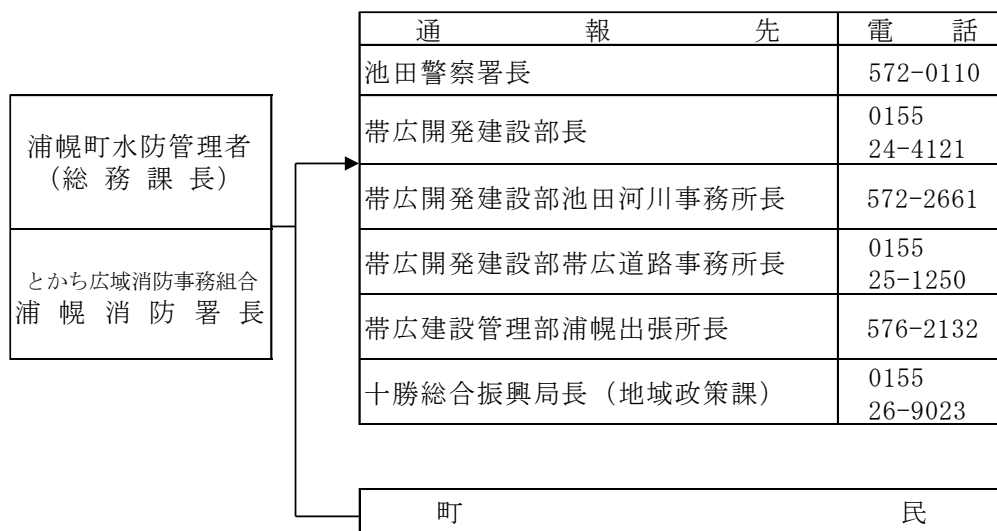 通報先 電話
池田警察署長 572-0110
帯広開発建設部長 0155
24-4121
帯広開発建設部池田河川事務所長 572-2661
帯広開発建設部帯広道路事務所長 0155
25-1250
帯広建設管理部浦幌出張所長 576-2132
十勝総合振興局長（地域政策課） 0155
26-9023
浦幌町水防管理者
（総務課長）
とかち広域消防事務組合
浦幌消防署長
町民